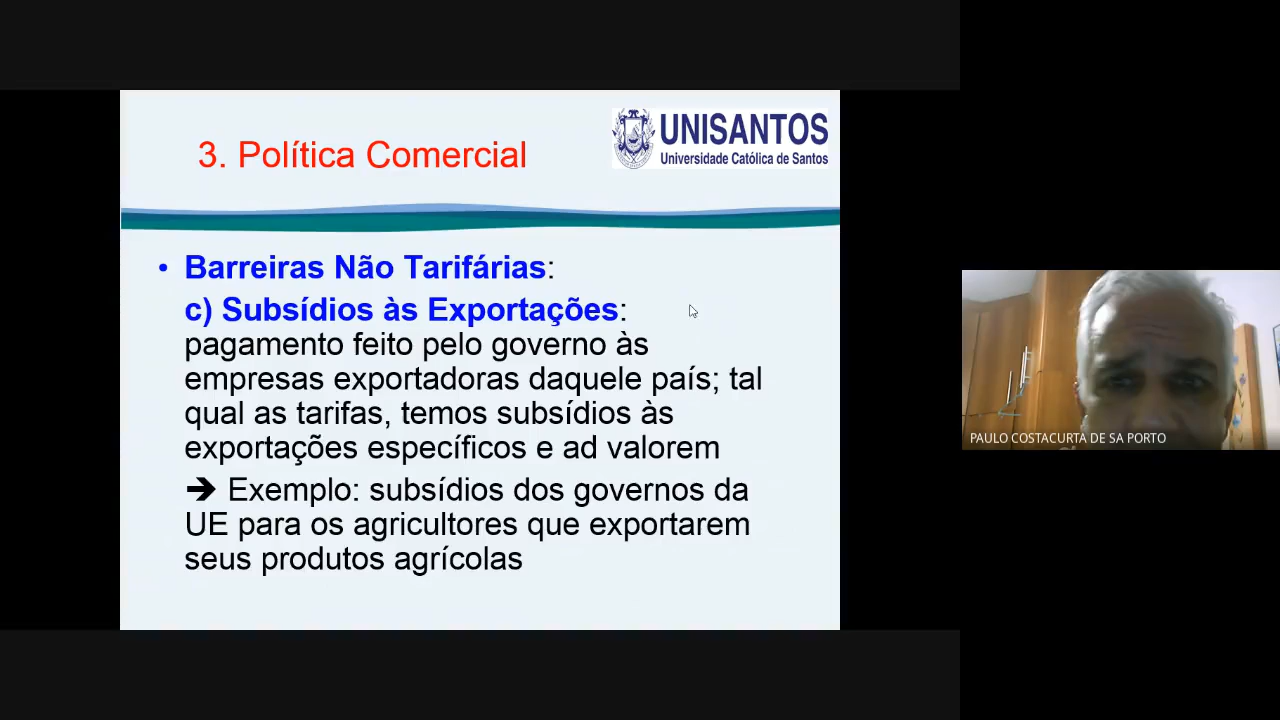 3. Política Comercial
UNISANTOS
Universidade Católica de Santos
• Barreiras Não Tarifárias:
c) Subsídios às Exportações:
pagamento feito pelo governo às
empresas exportadoras daquele país; tal
qual as tarifas, temos subsídios às
exportações específicos e ad valorem
➔ Exemplo: subsídios dos governos da
UE para os agricultores que exportarem
seus produtos agrícolas
PAULO COSTACURTA DE SA PORTO